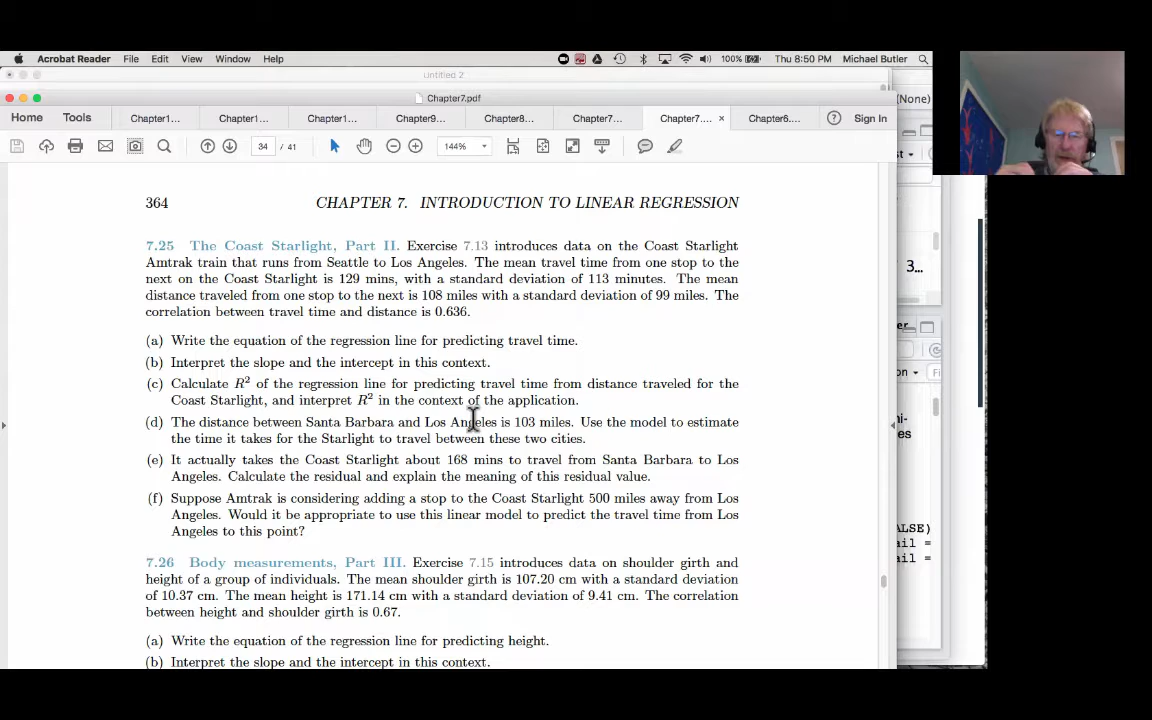 Acrobat Reader File Edit View Window Help 100% Thu 8:50 PM Michael Butler
Untitled 2
Chapter7.pdf
(None)
Home Tools Chapter1... Chapter1... Chapter1... Chapter9... Chapter8... Chapter7... Chapter7.... × Chapter6.... Sign In
34 / 41 144%
364 CHAPTER 7. INTRODUCTION TO LINEAR REGRESSION
7.25 The Coast Starlight, Part II. Exercise 7.13 introduces data on the Coast Starlight
Amtrak train that runs from Seattle to Los Angeles. The mean travel time from one stop to the
next on the Coast Starlight is 129 mins, with a standard deviation of 113 minutes. The mean
distance traveled from one stop to the next is 108 miles with a standard deviation of 99 miles. The
correlation between travel time and distance is 0.636.
(a) Write the equation of the regression line for predicting travel time.
(b) Interpret the slope and the intercept in this context.
(c) Calculate R² of the regression line for predicting travel time from distance traveled for the
Coast Starlight, and interpret R² in the context of the application.
(d) The distance between Santa Barbara and Los Angeles is 103 miles. Use the model to estimate
the time it takes for the Starlight to travel between these two cities.
(e) It actually takes the Coast Starlight about 168 mins to travel from Santa Barbara to Los
Angeles. Calculate the residual and explain the meaning of this residual value.
(f) Suppose Amtrak is considering adding a stop to the Coast Starlight 500 miles away from Los
Angeles. Would it be appropriate to use this linear model to predict the travel time from Los
Angeles to this point?
7.26 Body measurements, Part III. Exercise 7.15 introduces data on shoulder girth and
height of a group of individuals. The mean shoulder girth is 107.20 cm with a standard deviation
of 10.37 cm. The mean height is 171.14 cm with a standard deviation of 9.41 cm. The correlation
between height and shoulder girth is 0.67.
(a) Write the equation of the regression line for predicting height.
(b) Interpret the slope and the intercept in this context.
3...
ALSE)
ail =
ail =